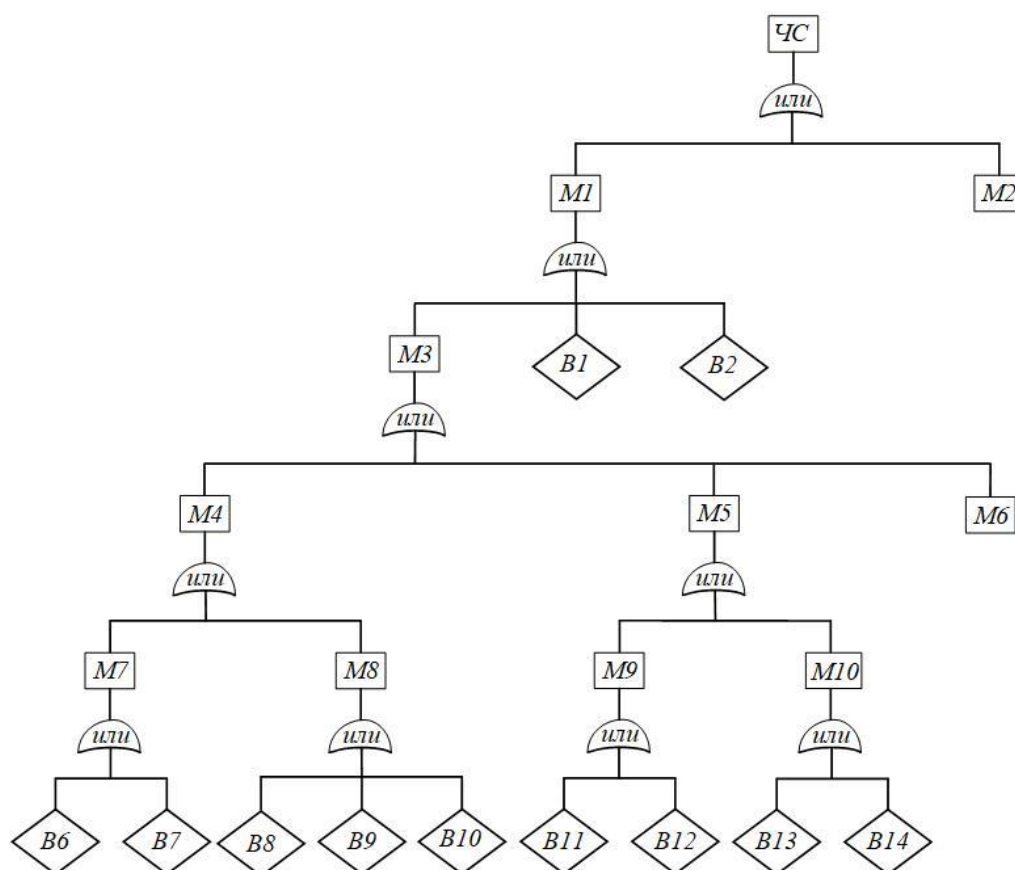 ЧС
или
М1 М2
или
М3 В1 В2
или
М4 М5 М6
или или
М7 М8 М9 М10
или или или или
В6 В7 В8 В9 В10 В11 В12 В13 В14